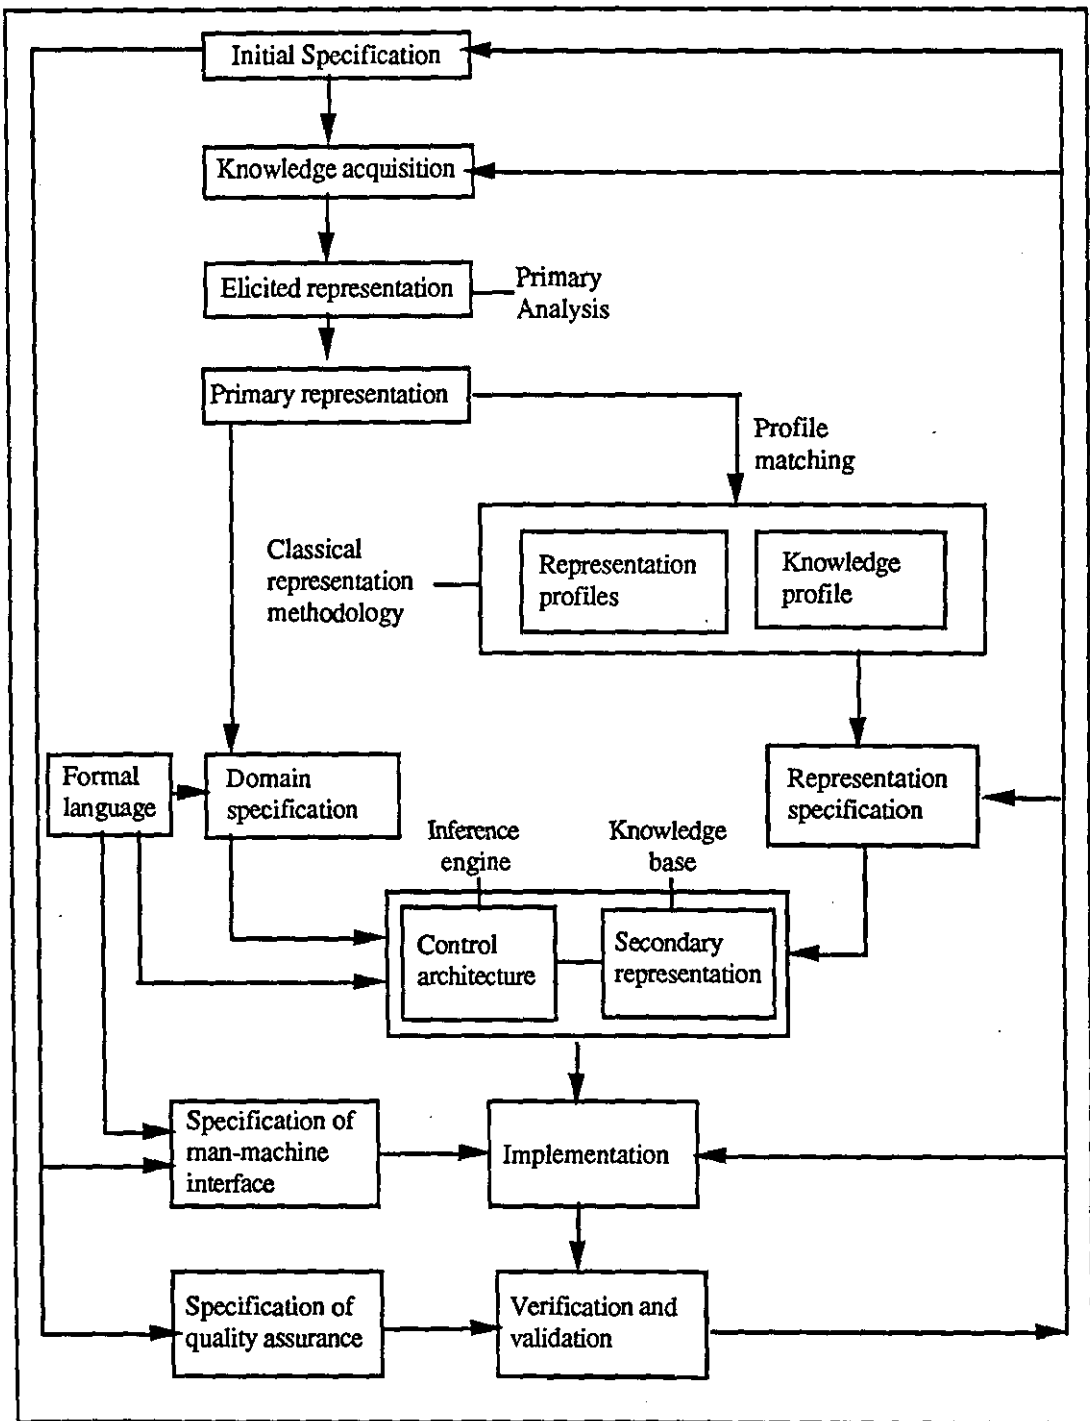 Initial Specification
Knowledge acquisition
Elicited representation
Primary
Analysis
Primary representation
Profile
matching
Classical
representation
methodology
Representation
profiles
Knowledge
profile
Formal
language
Domain
specification
Representation
specification
Inference
engine
Knowledge
base
Control
architecture
Secondary
representation
Specification of
man-machine
interface
Implementation
Specification of
quality assurance
Verification and
validation